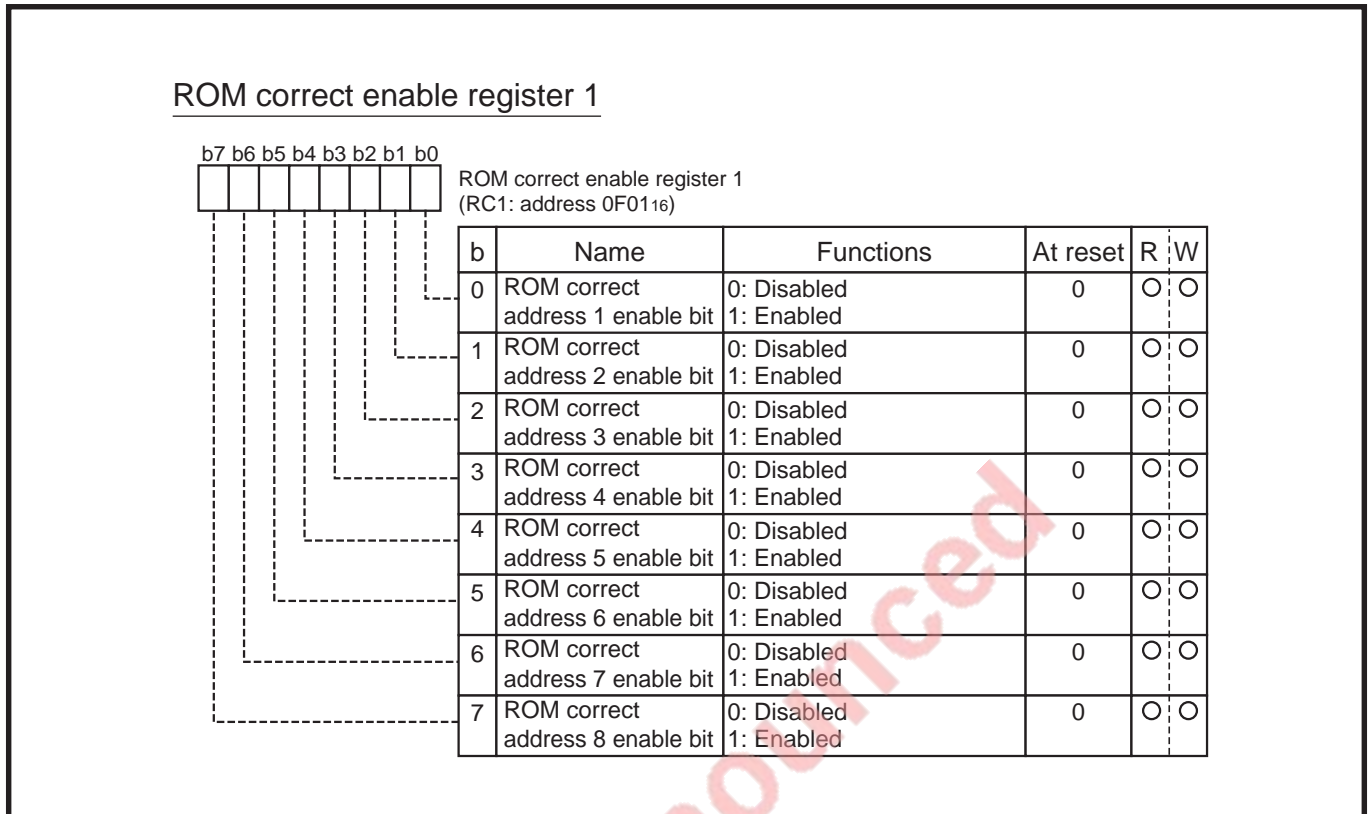 ROM correct enable register 1
b7 b6 b5 b4 b3 b2 b1 b0
ROM correct enable register 1
(RC1: address 0F0116)
b Name Functions At reset R W
0 ROM correct 0: Disabled 0 O O
address 1 enable bit 1: Enabled
1 ROM correct 0: Disabled 0 O O
address 2 enable bit 1: Enabled
2 ROM correct 0: Disabled 0 O O
address 3 enable bit 1: Enabled
3 ROM correct 0: Disabled 0 O O
address 4 enable bit 1: Enabled
4 ROM correct 0: Disabled 0 O O
address 5 enable bit 1: Enabled
5 ROM correct 0: Disabled 0 O O
address 6 enable bit 1: Enabled
6 ROM correct 0: Disabled 0 O O
address 7 enable bit 1: Enabled
7 ROM correct 0: Disabled 0 O O
address 8 enable bit 1: Enabled